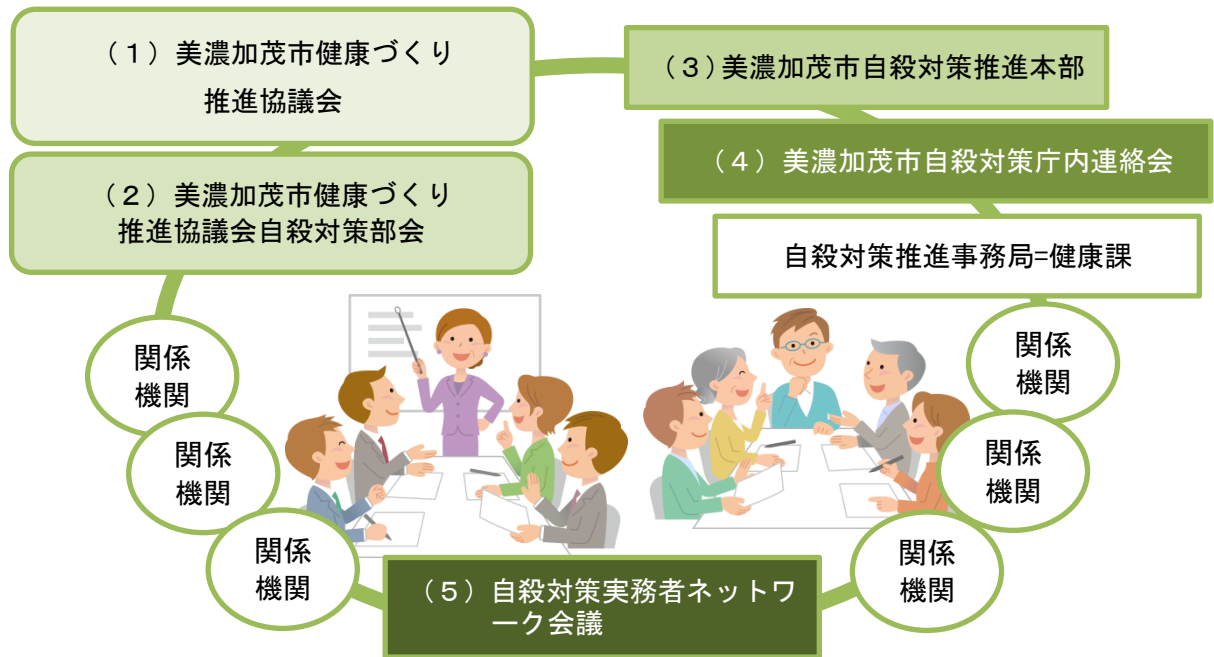 （１）美濃加茂市健康づくり
推進協議会
（２）美濃加茂市健康づくり
推進協議会自殺対策部会
（３）美濃加茂市自殺対策推進本部
（４）美濃加茂市自殺対策庁内連絡会
自殺対策推進事務局=健康課
関係
機関
関係
機関
関係
機関
関係
機関
関係
機関
関係
機関
（５）自殺対策実務者ネットワ
ーク会議